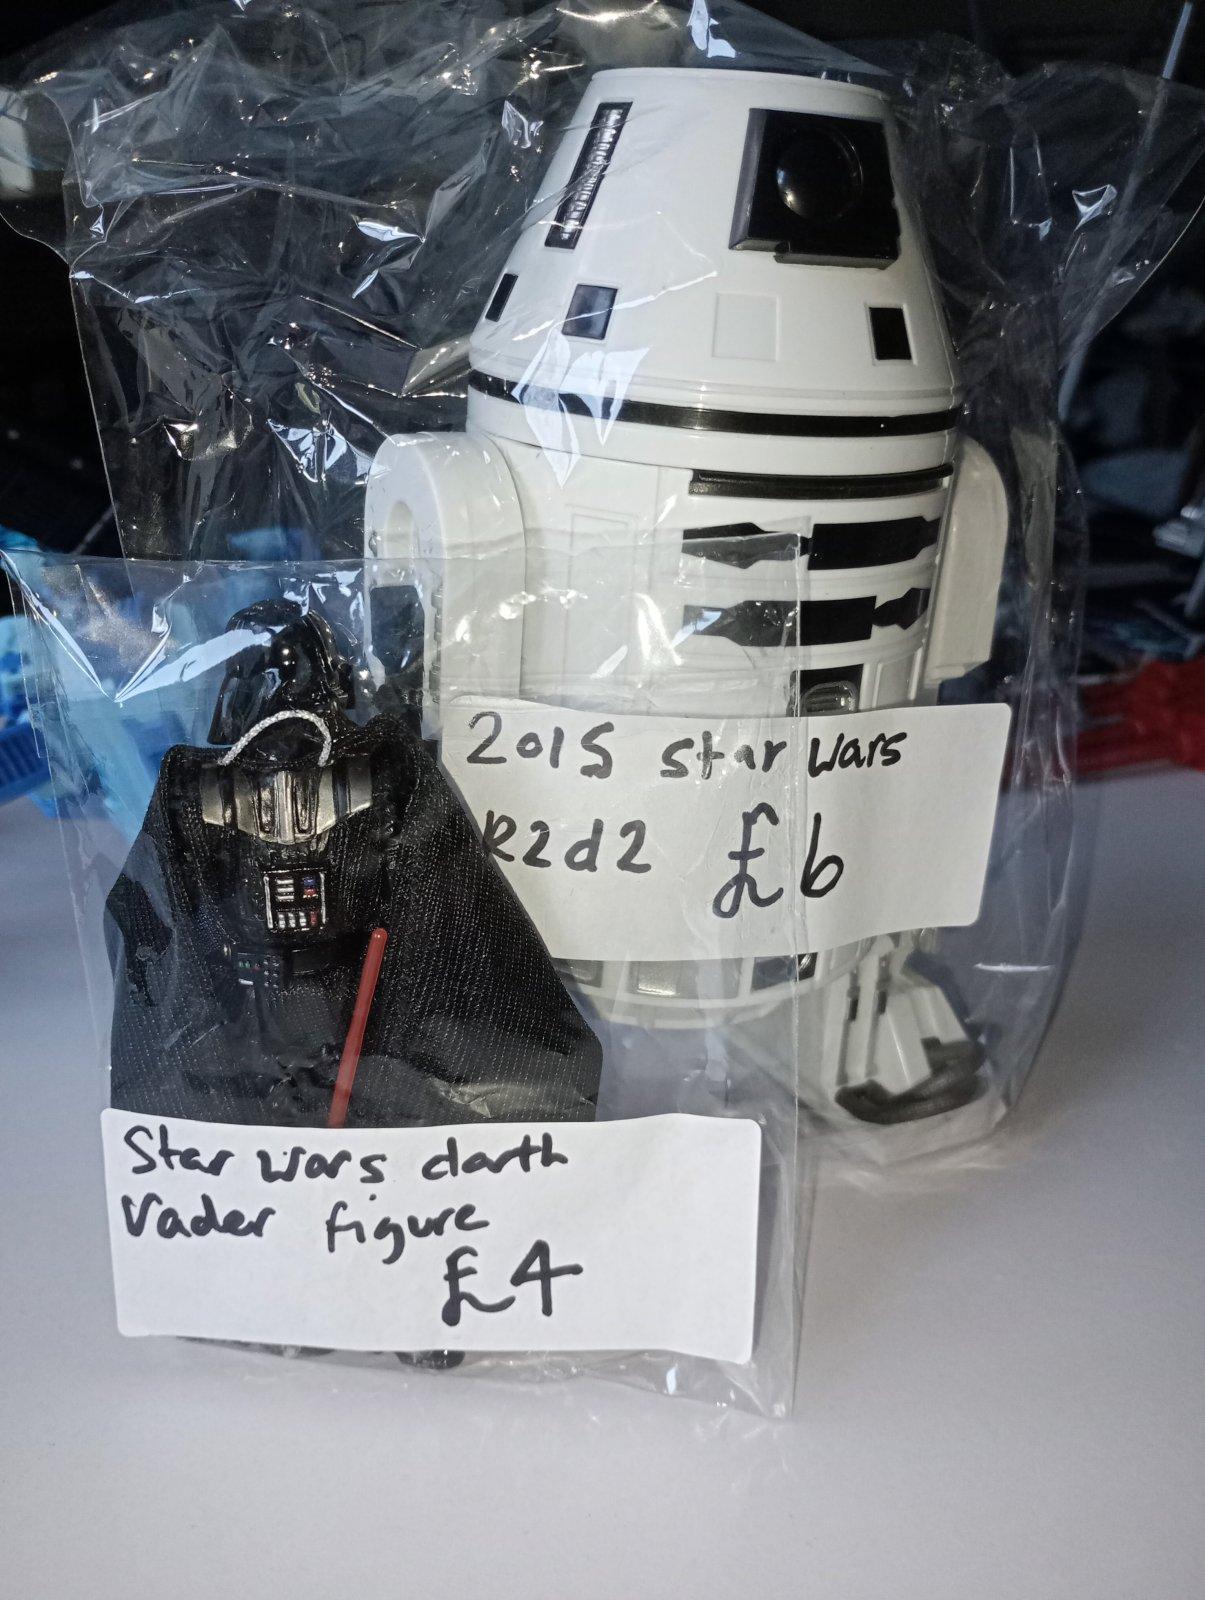 2015 Star Wars
R2d2 £6
Star Wars darth
Vader figure
£4